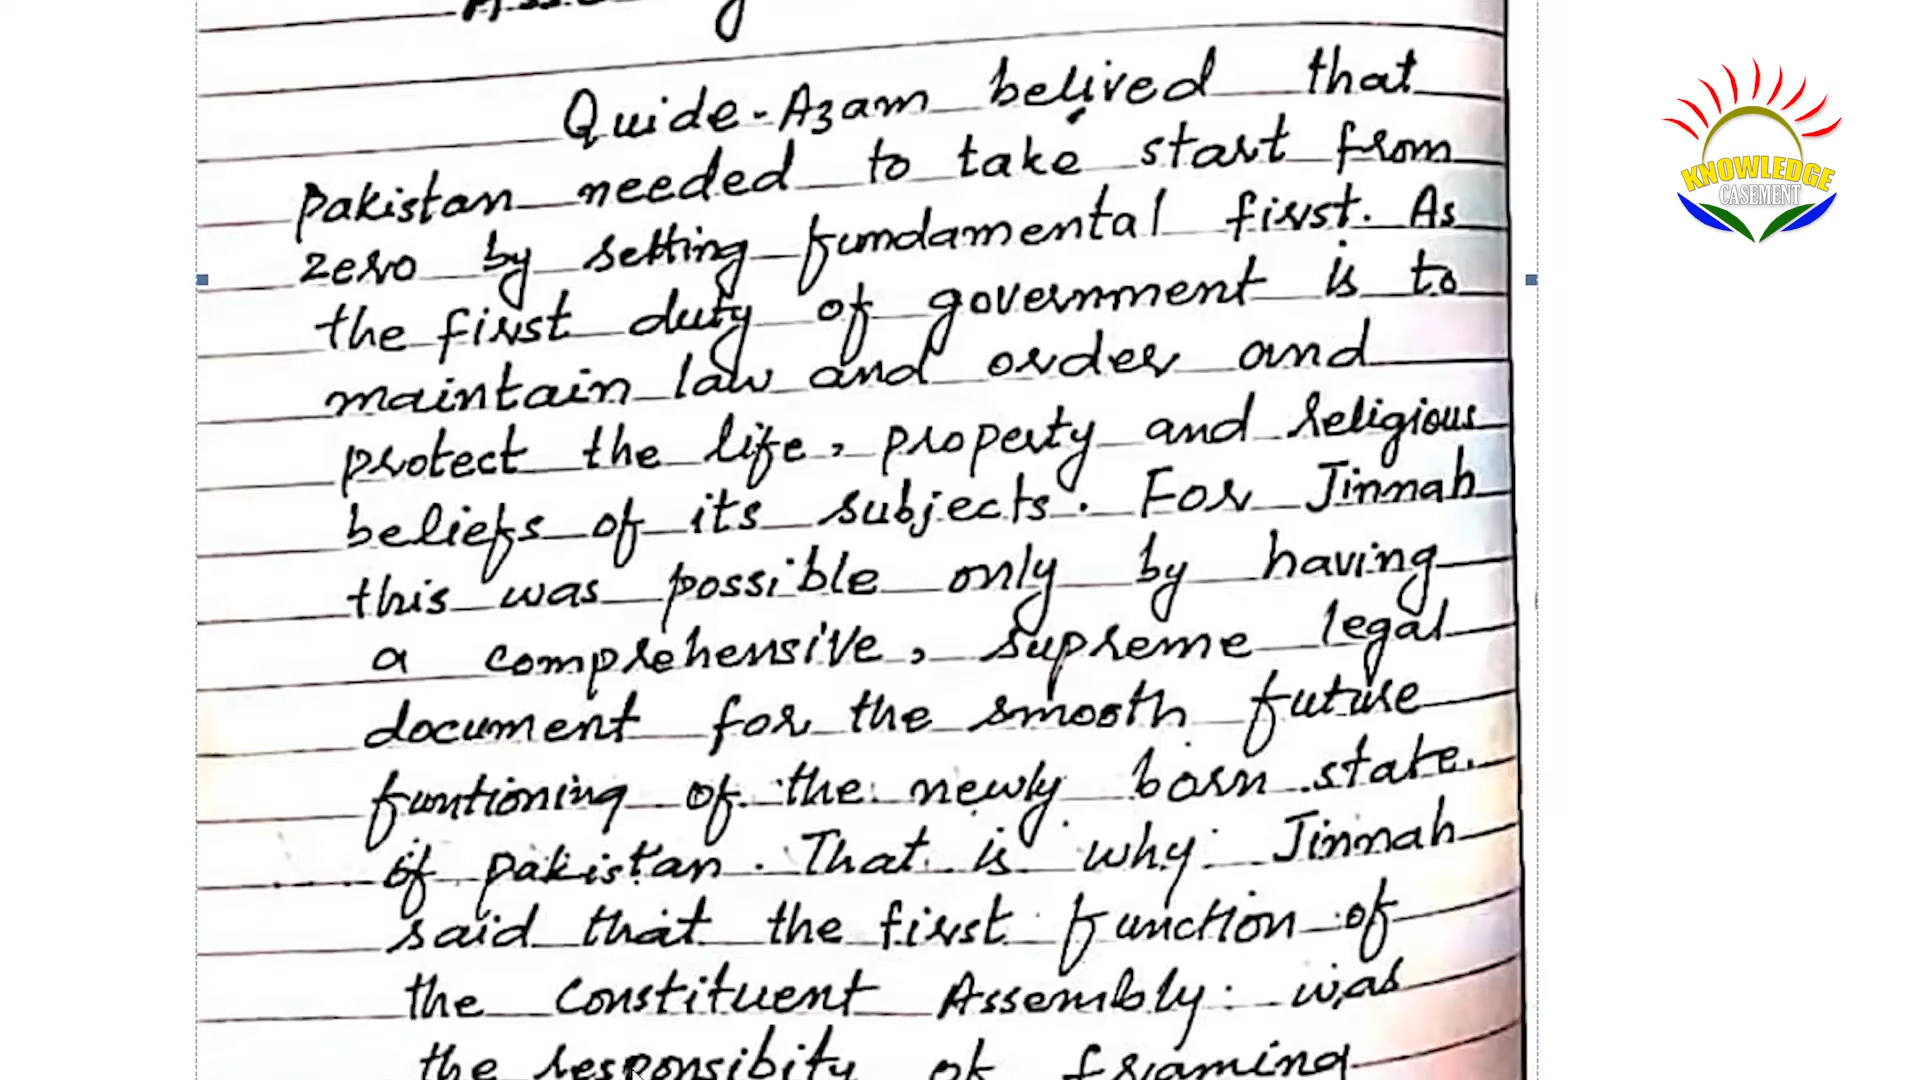 Quide-Azam belived that
pakistan needed to take start from
zero by setting fundamental first. As
the first duty of government is to
maintain law and order and
protect the life, property and religious
beliefs of its subjects. For Jinnah
this was possible only by having
a comprehensive, supreme legal
document for the smooth future
funtioning of the newly born state.
of pakistan. That is why Jinnah
said that the first function of
the Constituent Assembly: was
the responsibity of framing
KNOWLEDGE
CASEMENT